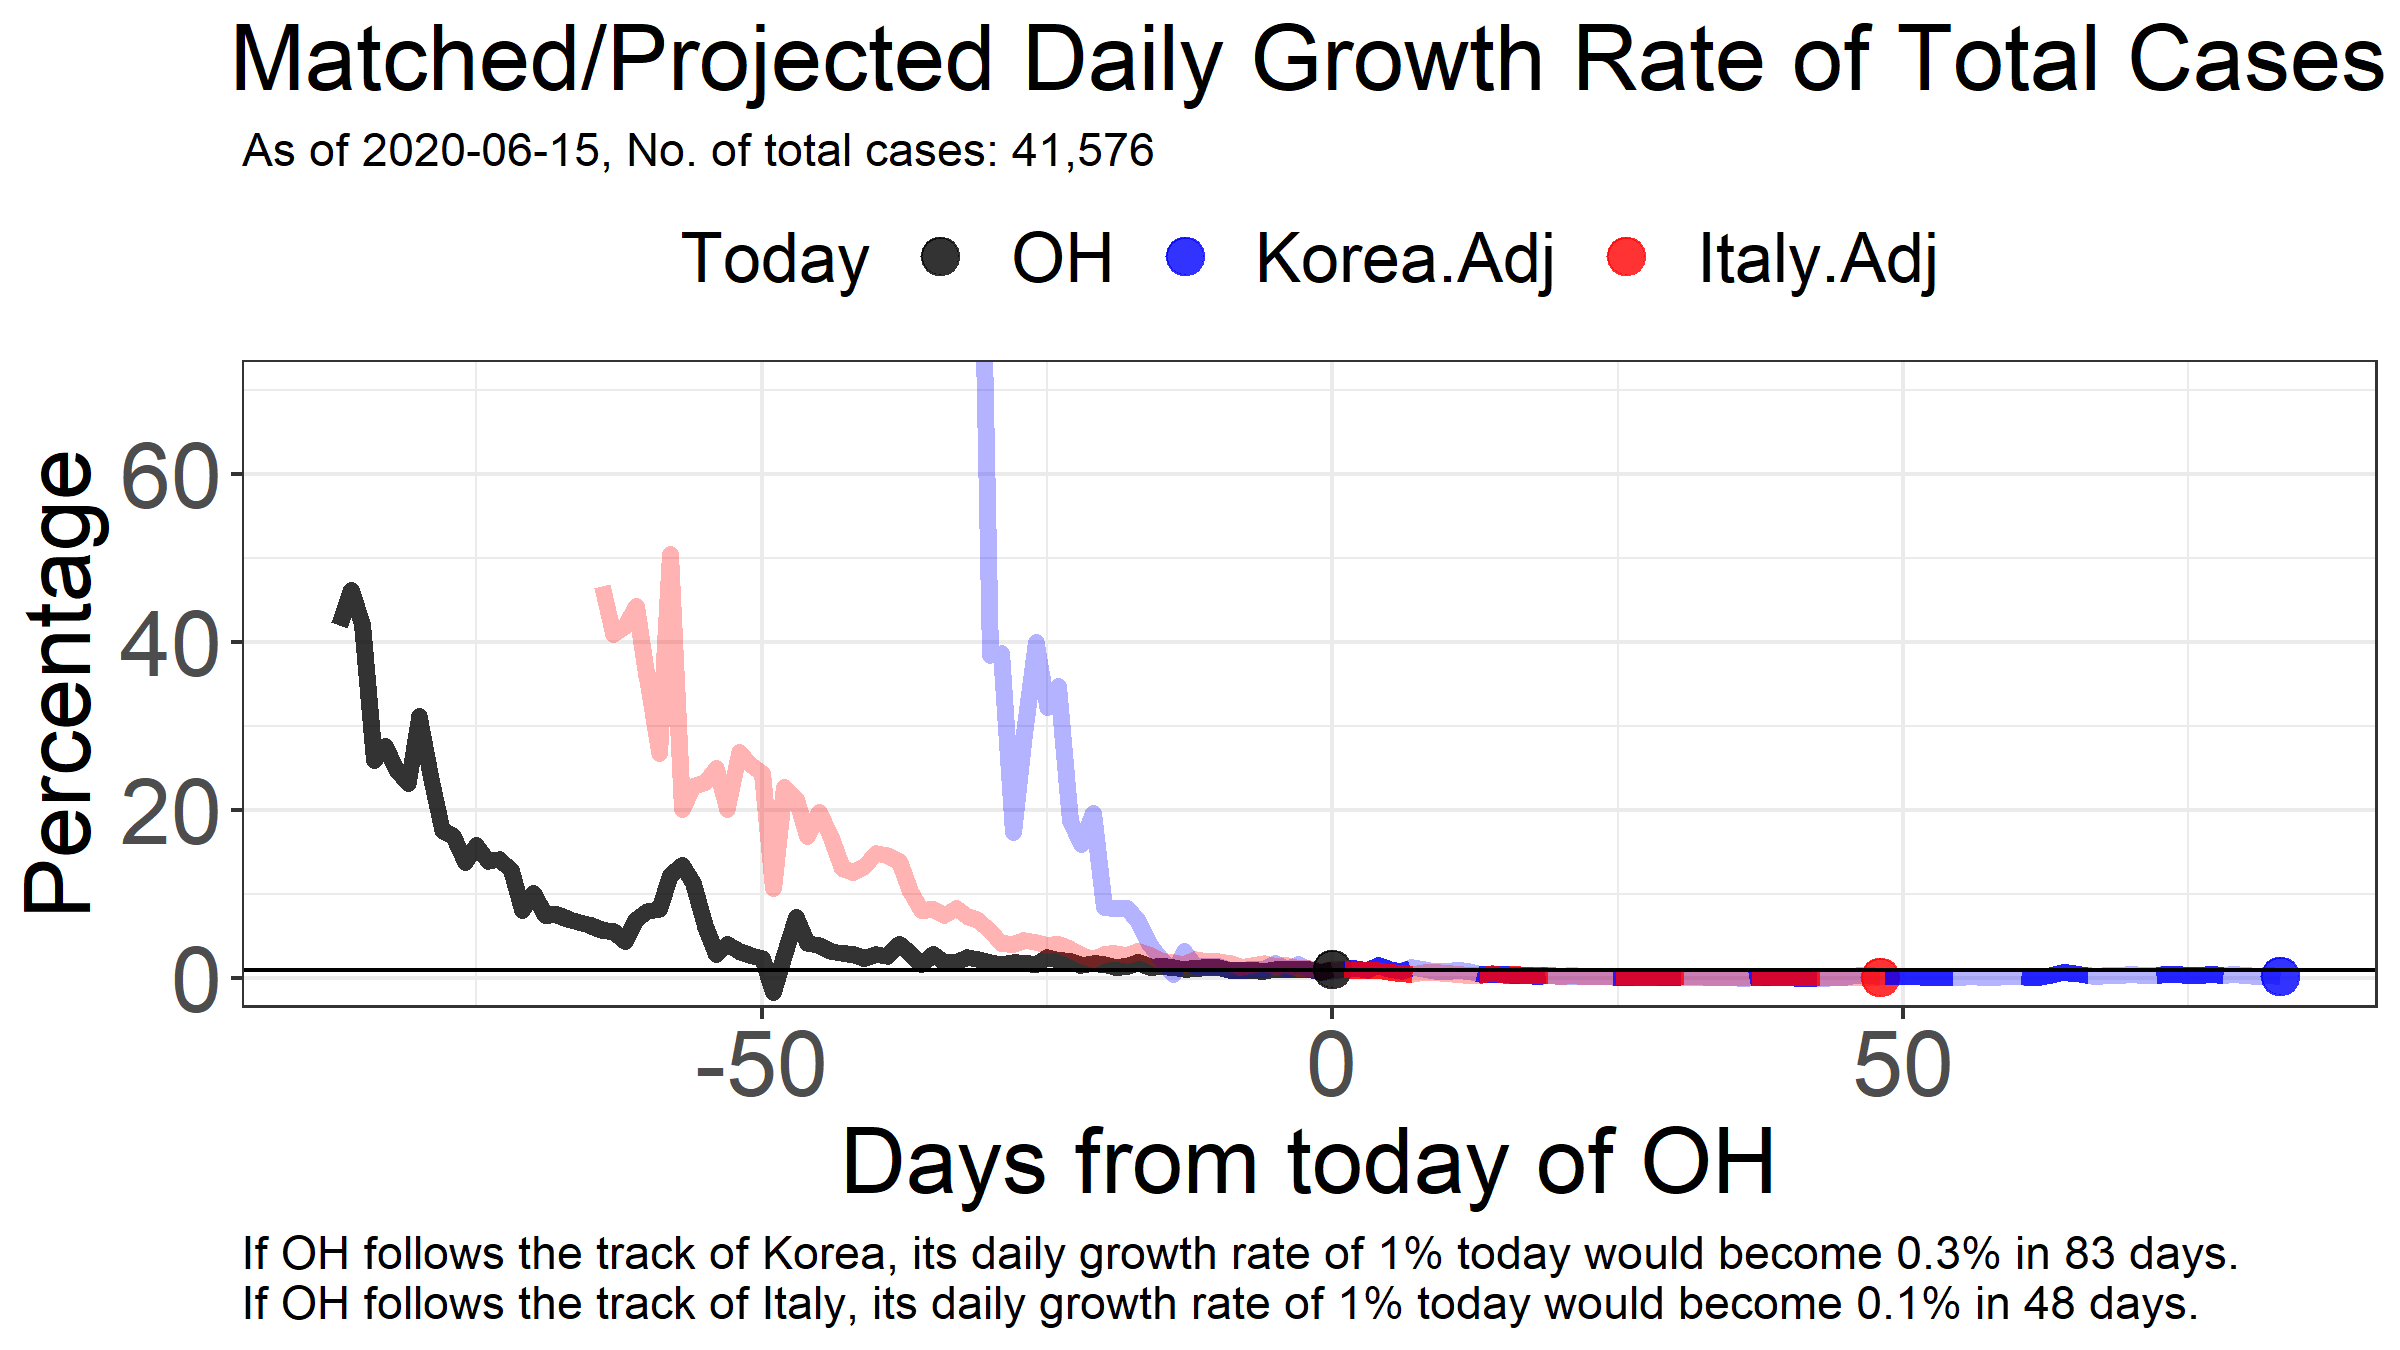 Matched/Projected Daily Growth Rate of Total Cases
As of 2020-06-15, No. of total cases: 41,576
Today OH Korea.Adj Italy.Adj
Percentage
60
40
20
0
-50 0 50
Days from today of OH
If OH follows the track of Korea, its daily growth rate of 1% today would become 0.3% in 83 days.
If OH follows the track of Italy, its daily growth rate of 1% today would become 0.1% in 48 days.